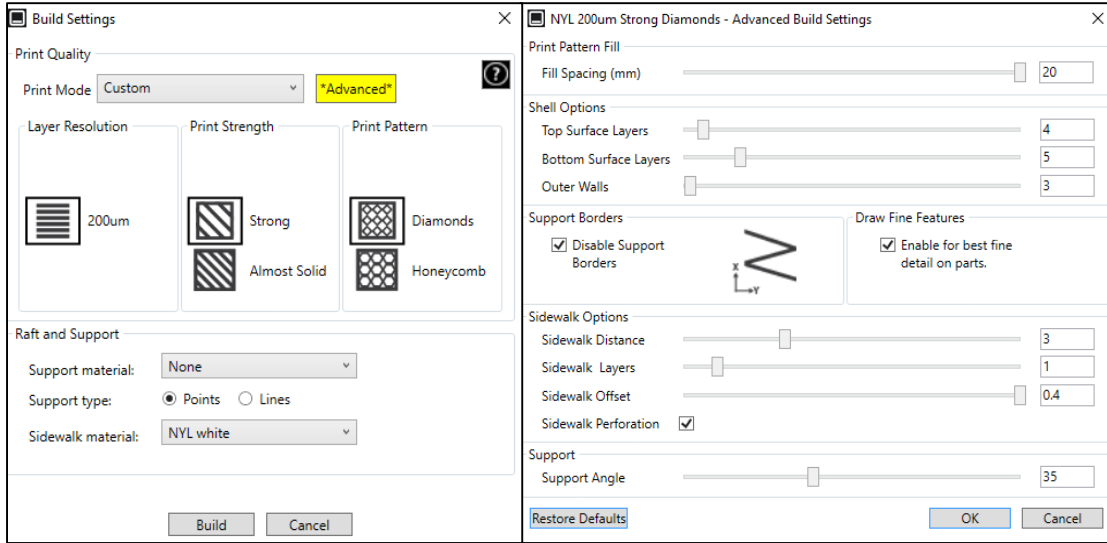 Build Settings
Print Quality
Print Mode Custom *Advanced* ?
Layer Resolution
200um
Print Strength
Strong
Almost Solid
Print Pattern
Diamonds
Honeycomb
Raft and Support
Support material: None
Support type: Points Lines
Sidewalk material: NYL white
Build Cancel
NYL 200um Strong Diamonds - Advanced Build Settings
Print Pattern Fill
Fill Spacing (mm) 20
Shell Options
Top Surface Layers 4
Bottom Surface Layers 5
Outer Walls 3
Support Borders
Disable Support
Borders
X
Y
Draw Fine Features
Enable for best fine
detail on parts.
Sidewalk Options
Sidewalk Distance 3
Sidewalk Layers 1
Sidewalk Offset 0.4
Sidewalk Perforation
Support
Support Angle 35
Restore Defaults OK Cancel